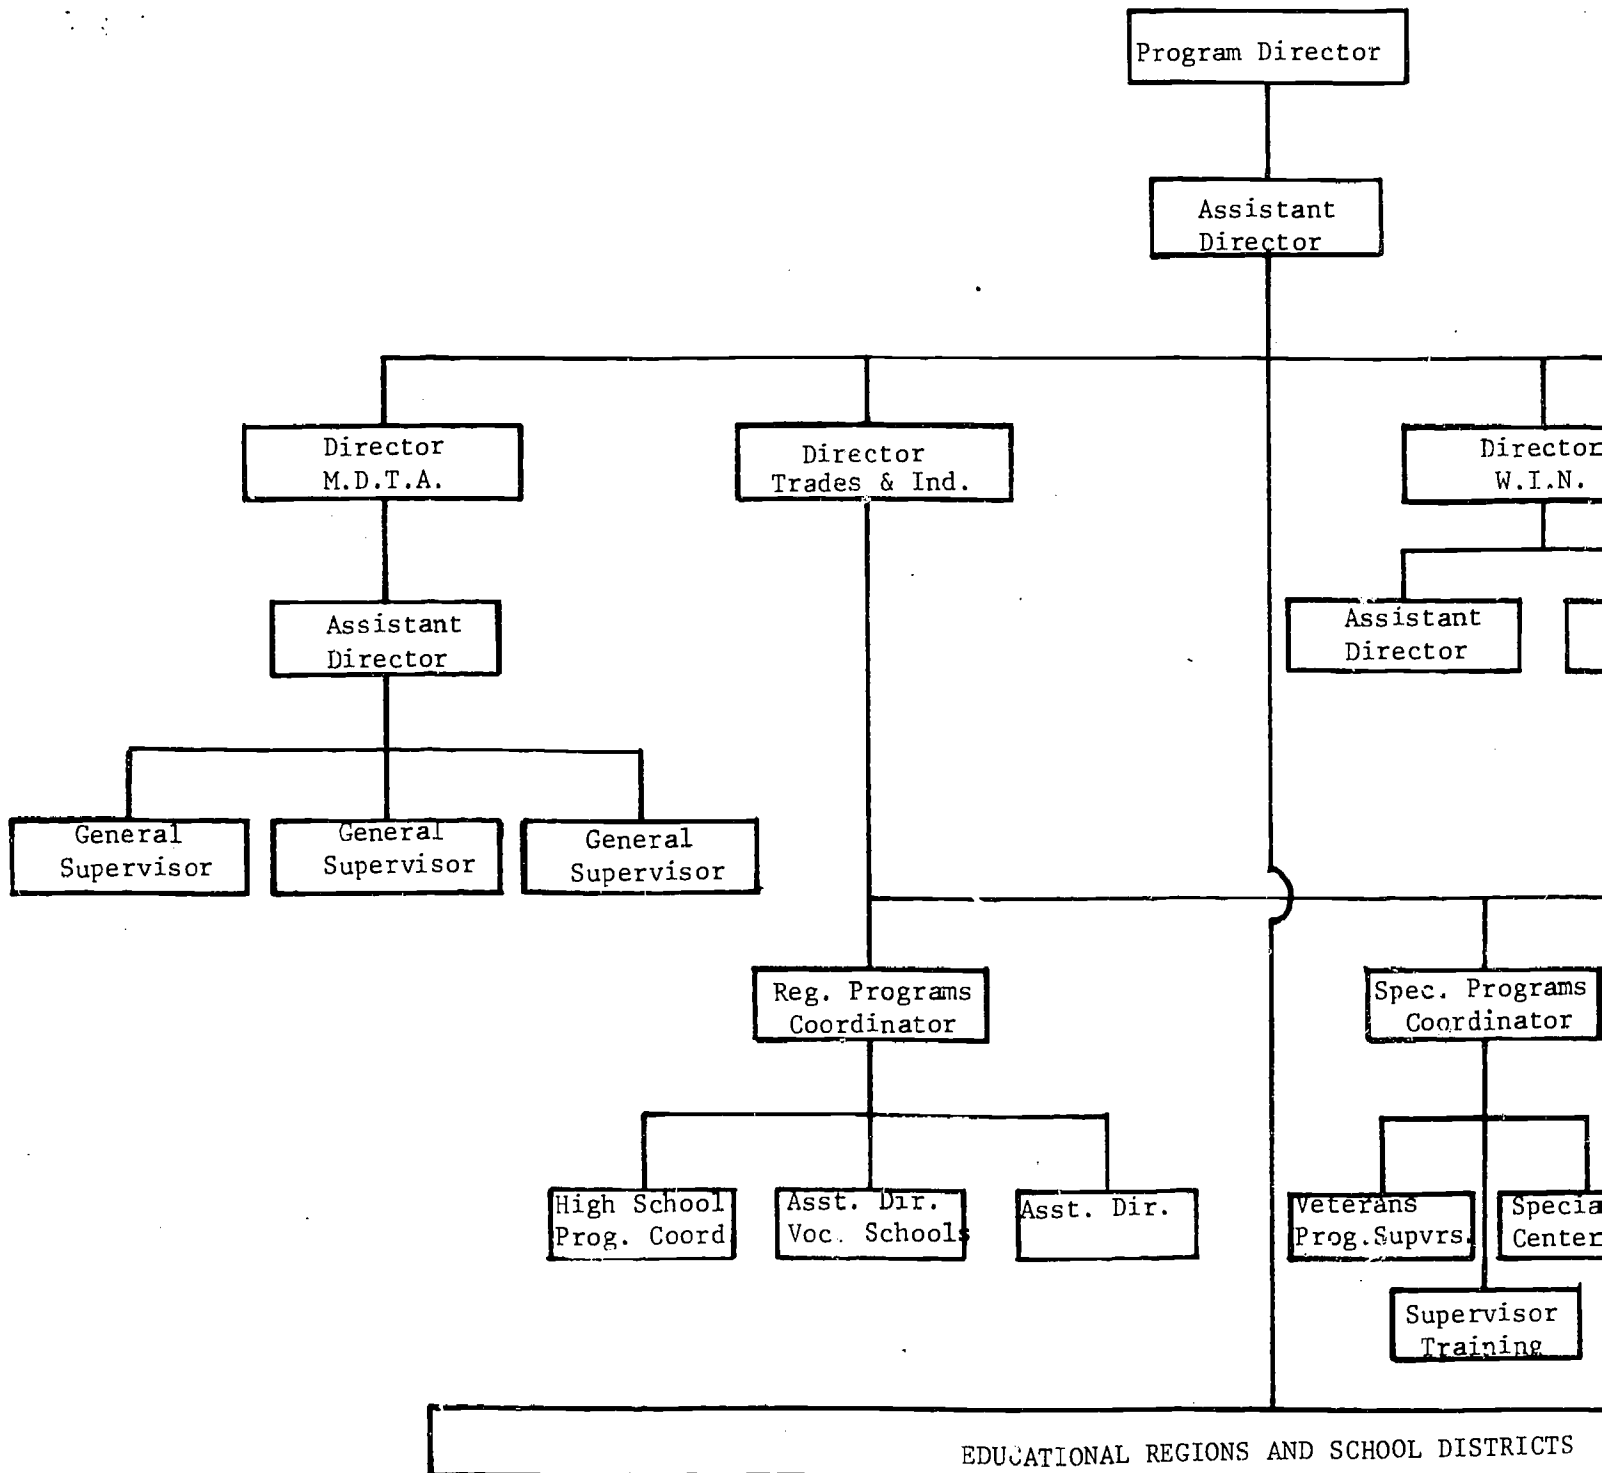 Program Director
Assistant
Director
Director
M.D.T.A.
Director
Trades & Ind.
Director
W.I.N.
Assistant
Director
Assistant
Director
General
Supervisor
General
Supervisor
General
Supervisor
Reg. Programs
Coordinator
Spec. Programs
Coordinator
High School
Prog. Coord
Asst. Dir.
Voc. Schools
Asst. Dir.
Veterans
Prog.Supvrs.
Specia
Center
Supervisor
Training
EDUCATIONAL REGIONS AND SCHOOL DISTRICTS